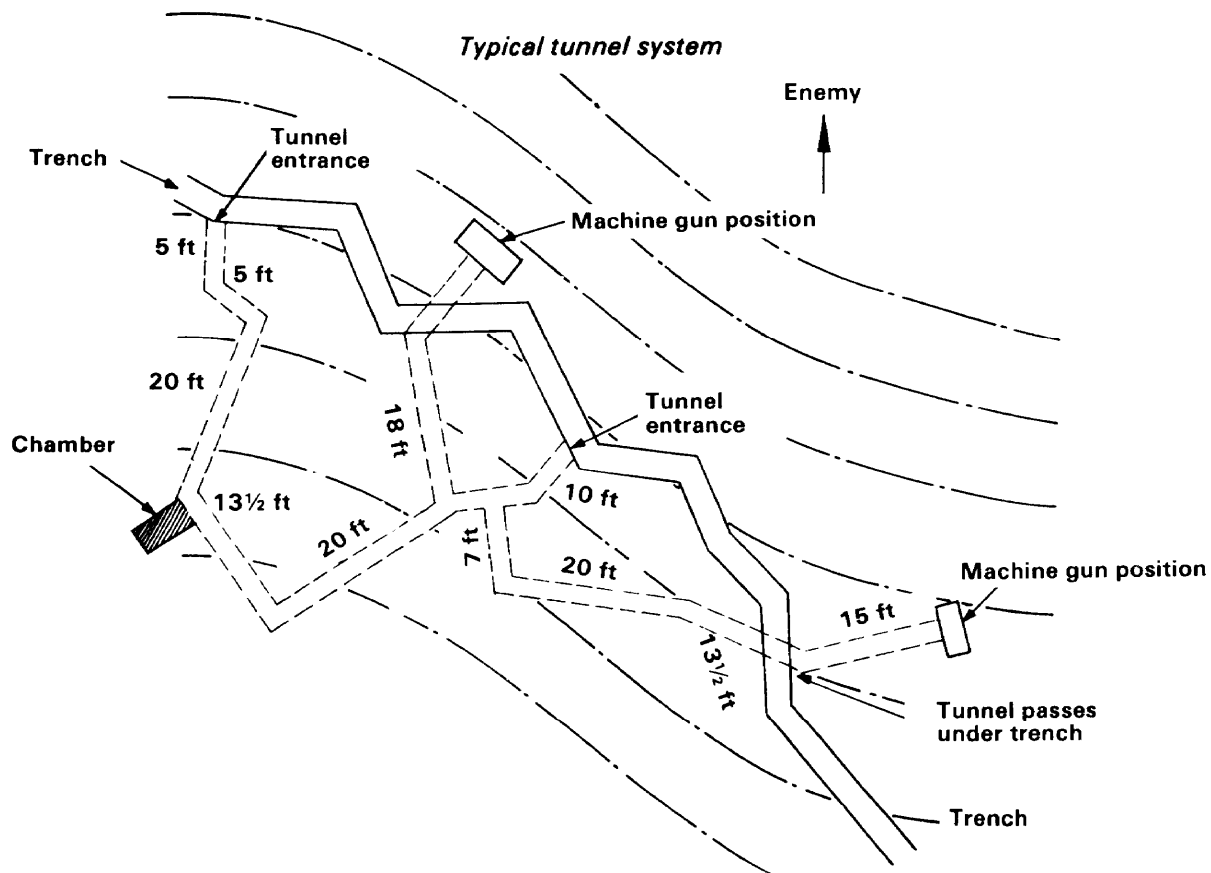 Typical tunnel system
Enemy
Tunnel
entrance
Trench
Machine gun position
5 ft
5 ft
20 ft
18 ft
Tunnel
entrance
Chamber
13½ ft
10 ft
20 ft
7 ft
20 ft
Machine gun position
15 ft
13½ ft
Tunnel passes
under trench
Trench